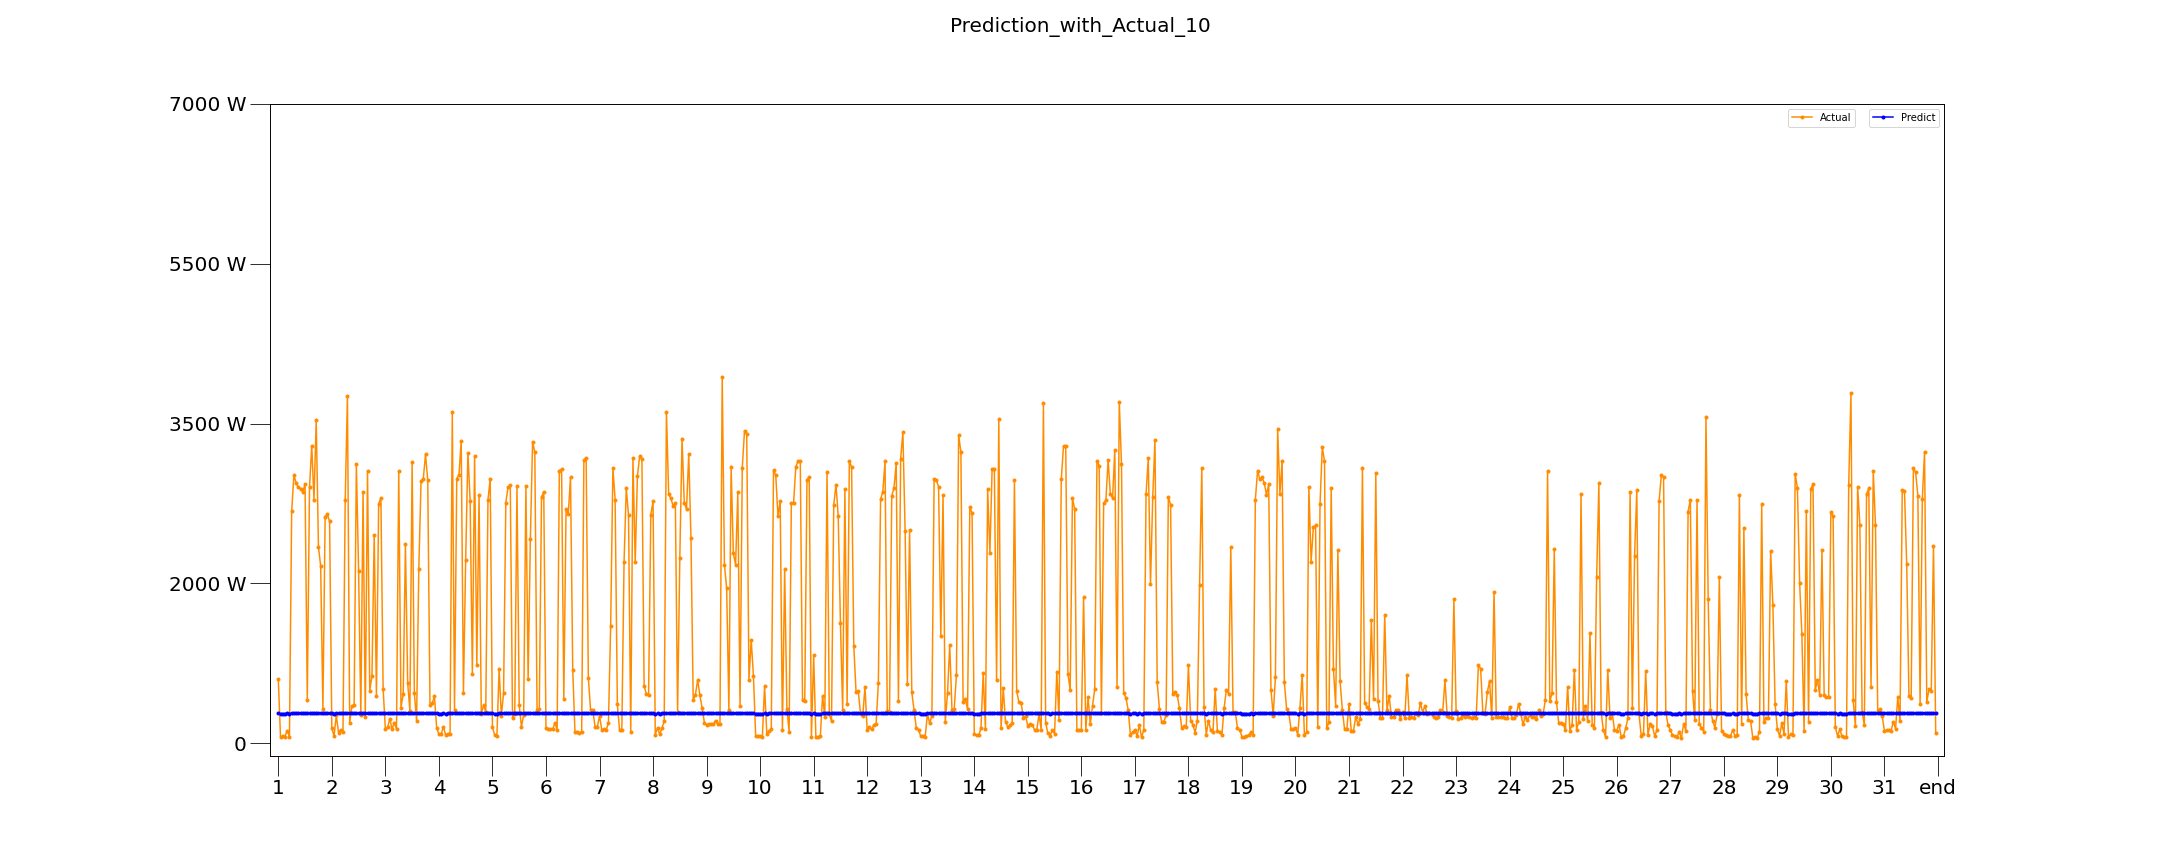 Prediction_with_Actual_10
7000 W
Actual Predict
5500 W
3500 W
2000 W
0
1 2 3 4 5 6 7 8 9 10 11 12 13 14 15 16 17 18 19 20 21 22 23 24 25 26 27 28 29 30 31 end